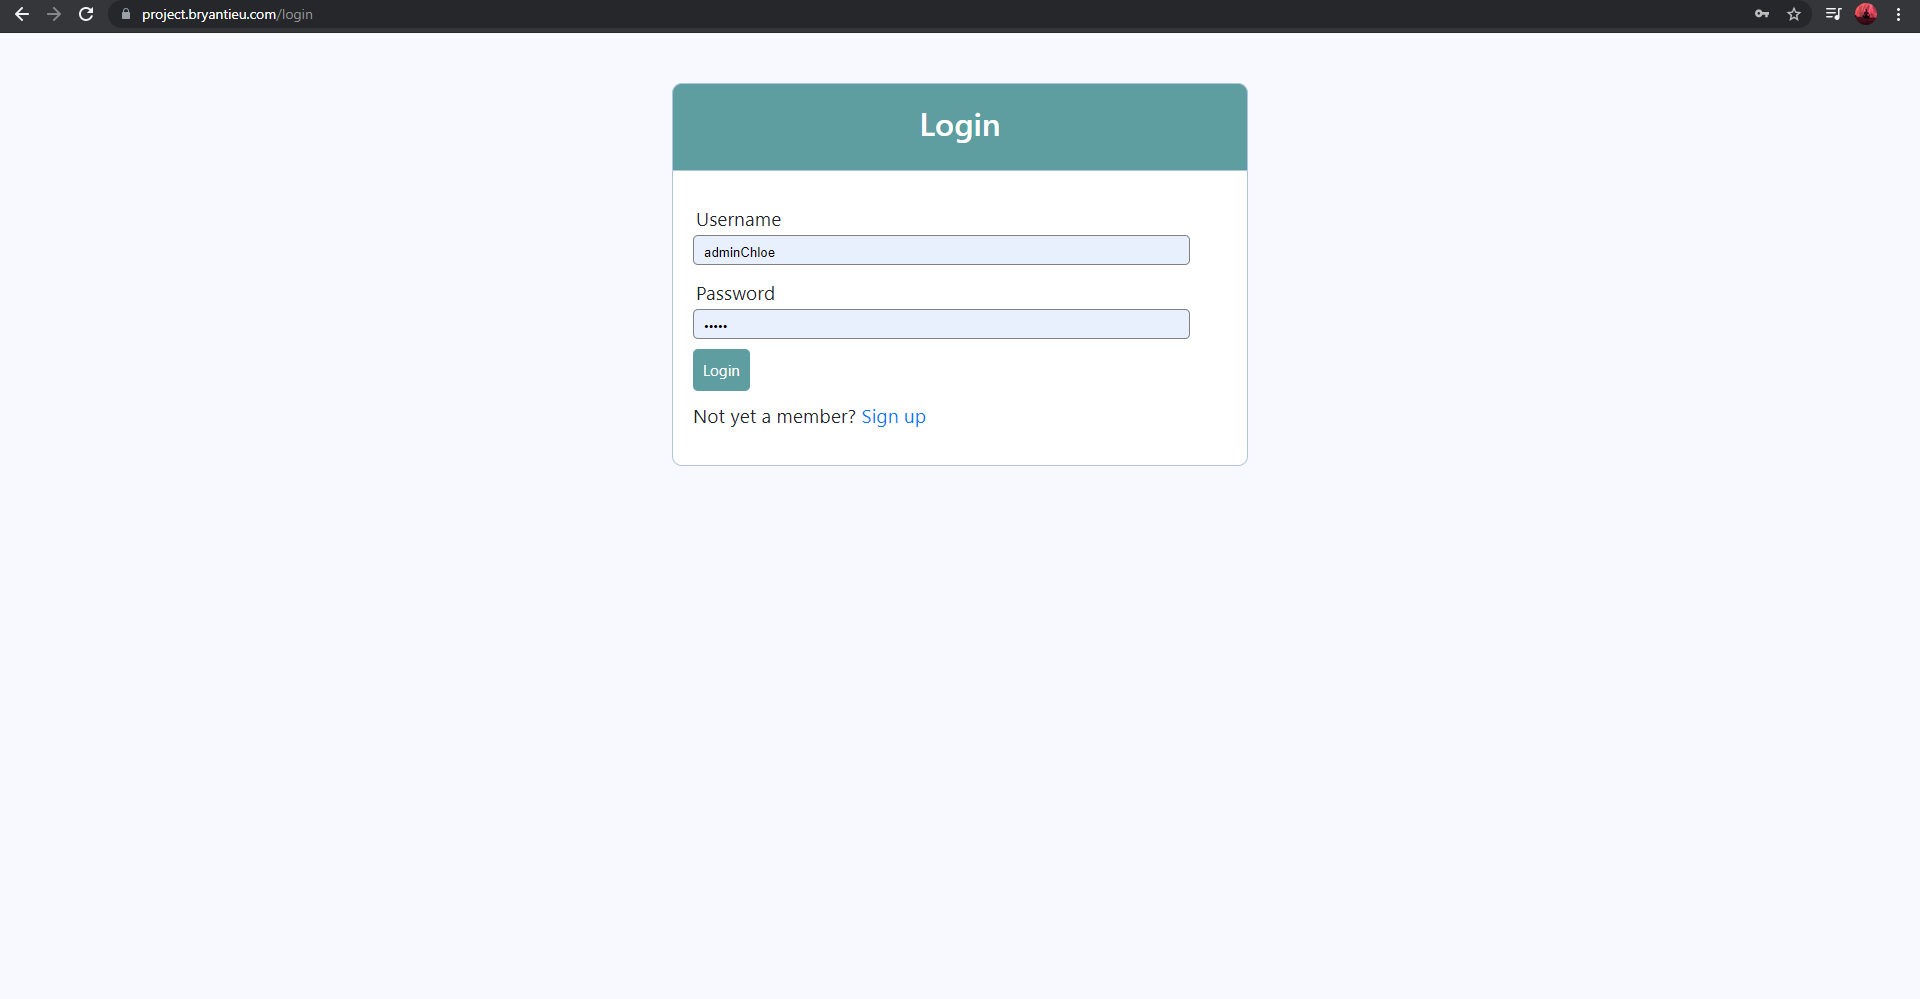 project.bryantieu.com/login
Login
Username
adminChloe
Password
•••••
Login
Not yet a member? Sign up